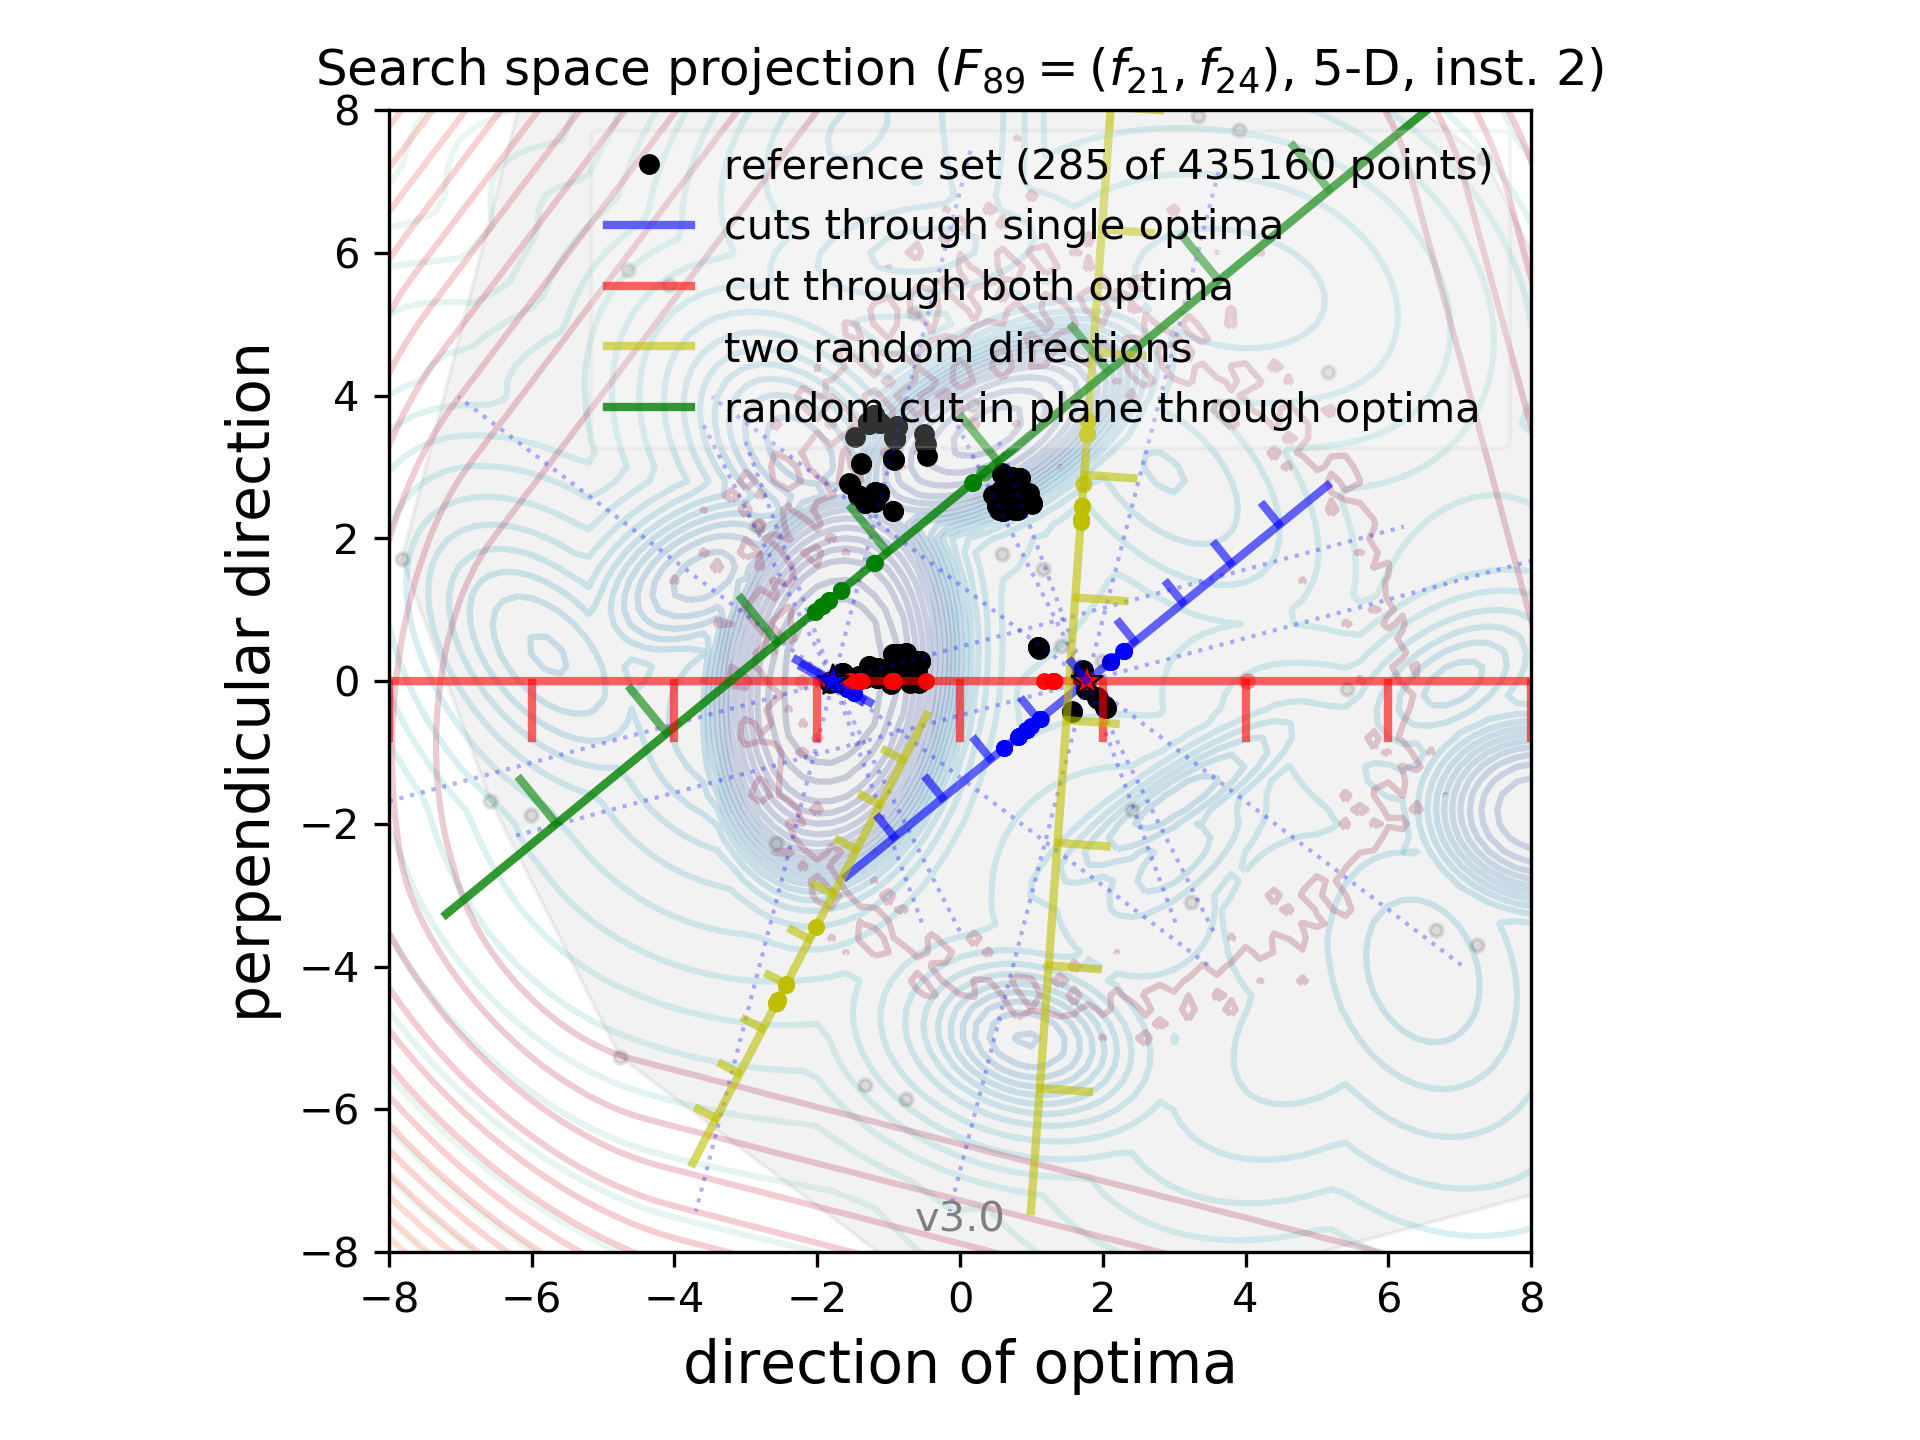 Search space projection (F₈₉ = (f₂₁, f₂₄), 5-D, inst. 2)
reference set (285 of 435160 points)
cuts through single optima
cut through both optima
two random directions
random cut in plane through optima
perpendicular direction
8
6
4
2
0
−2
−4
−6
−8
v3.0
−8 −6 −4 −2 0 2 4 6 8
direction of optima